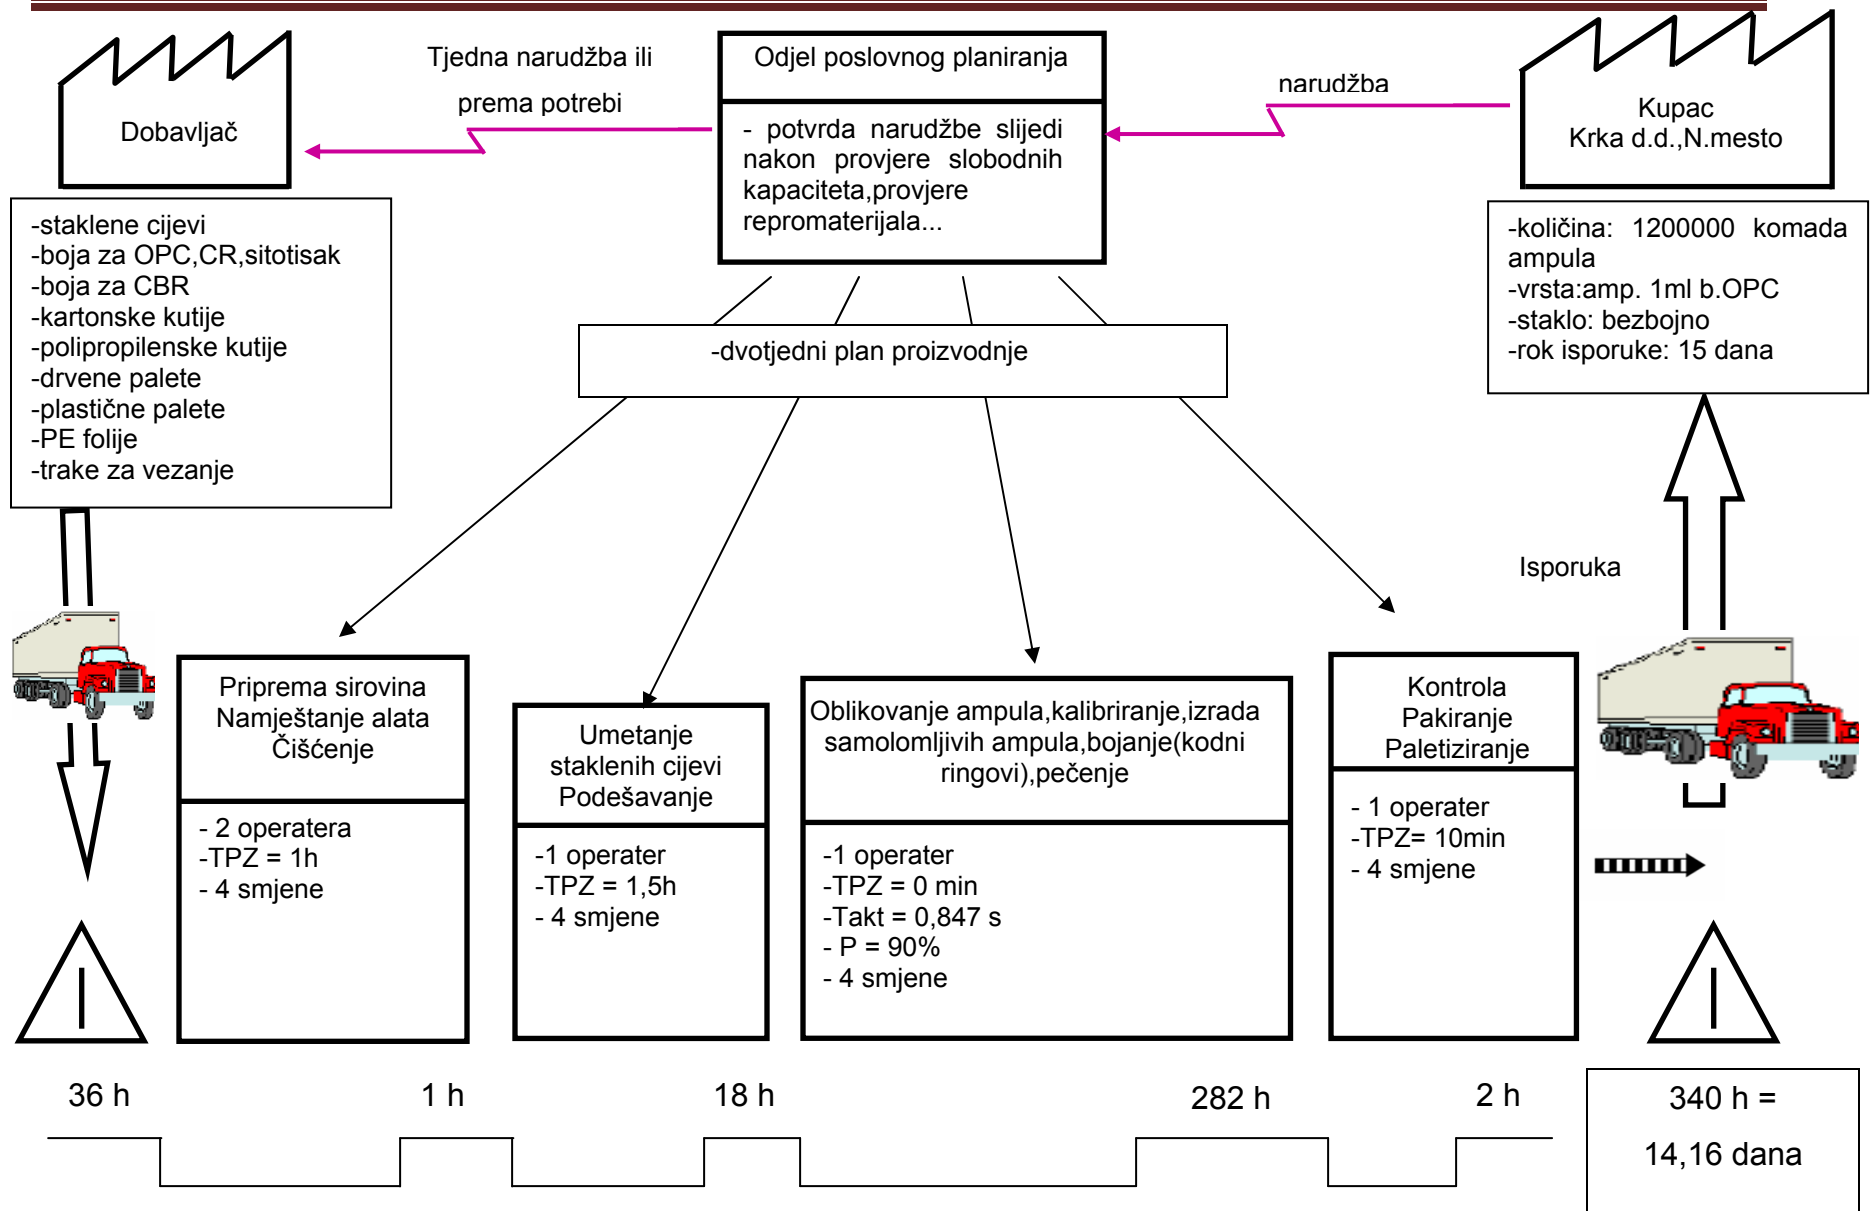 Tjedna narudžba ili
prema potrebi
Odjel poslovnog planiranja
- potvrda narudžbe slijedi
nakon provjere slobodnih
kapaciteta,provjere
repromaterijala...
narudžba
Dobavljač
Kupac
Krka d.d.,N.mesto
-staklene cijevi
-boja za OPC,CR,sitotisak
-boja za CBR
-kartonske kutije
-polipropilenske kutije
-drvene palete
-plastične palete
-PE folije
-trake za vezanje
-količina: 1200000 komada
ampula
-vrsta:amp. 1ml b.OPC
-staklo: bezbojno
-rok isporuke: 15 dana
-dvotjedni plan proizvodnje
Isporuka
Priprema sirovina
Namještanje alata
Čišćenje
- 2 operatera
-TPZ = 1h
- 4 smjene
Umetanje
staklenih cijevi
Podešavanje
-1 operater
-TPZ = 1,5h
- 4 smjene
Oblikovanje ampula,kalibriranje,izrada
samolomljivih ampula,bojanje(kodni
ringovi),pečenje
-1 operater
-TPZ = 0 min
-Takt = 0,847 s
- P = 90%
- 4 smjene
Kontrola
Pakiranje
Paletiziranje
- 1 operater
-TPZ= 10min
- 4 smjene
I
I
36 h
1 h
18 h
282 h
2 h
340 h =
14,16 dana